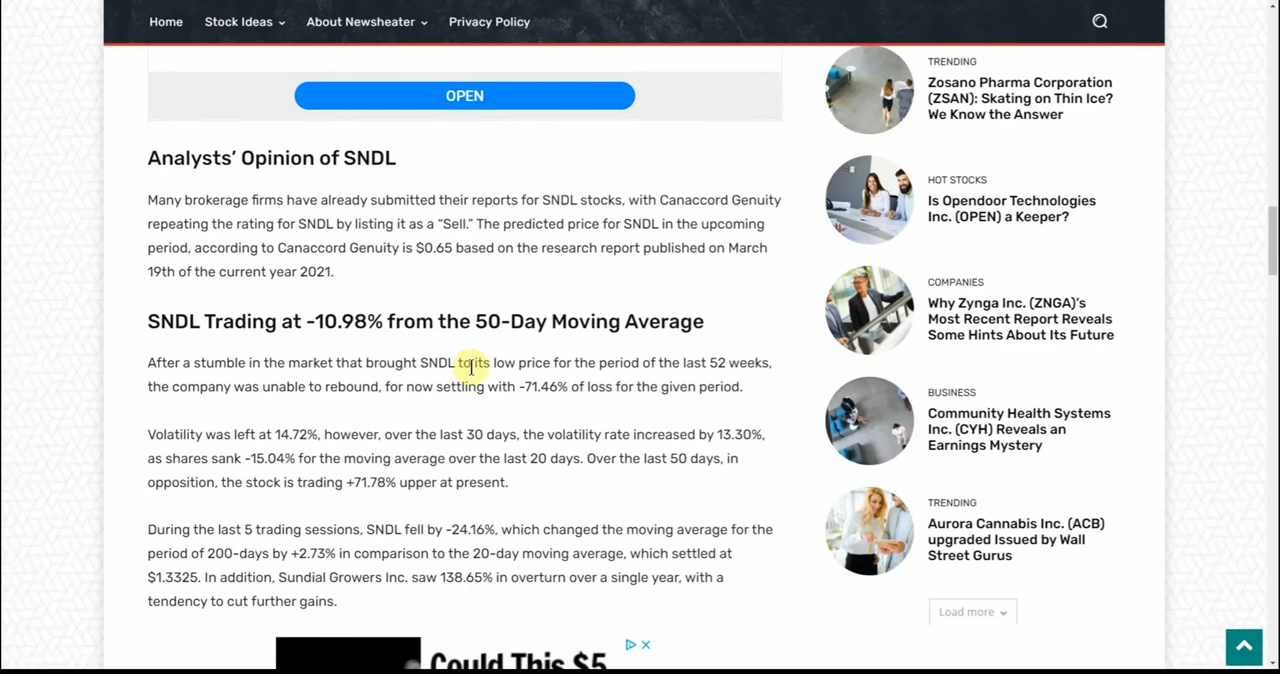 Home Stock Ideas About Newsheater Privacy Policy
OPEN
Analysts’ Opinion of SNDL
Many brokerage firms have already submitted their reports for SNDL stocks, with Canaccord Genuity
repeating the rating for SNDL by listing it as a “Sell.” The predicted price for SNDL in the upcoming
period, according to Canaccord Genuity is $0.65 based on the research report published on March
19th of the current year 2021.
SNDL Trading at -10.98% from the 50-Day Moving Average
After a stumble in the market that brought SNDL to its low price for the period of the last 52 weeks,
the company was unable to rebound, for now settling with -71.46% of loss for the given period.
Volatility was left at 14.72%, however, over the last 30 days, the volatility rate increased by 13.30%,
as shares sank -15.04% for the moving average over the last 20 days. Over the last 50 days, in
opposition, the stock is trading +71.78% upper at present.
During the last 5 trading sessions, SNDL fell by -24.16%, which changed the moving average for the
period of 200-days by +2.73% in comparison to the 20-day moving average, which settled at
$1.3325. In addition, Sundial Growers Inc. saw 138.65% in overturn over a single year, with a
tendency to cut further gains.
Could This $5
TRENDING
Zosano Pharma Corporation
(ZSAN): Skating on Thin Ice?
We Know the Answer
HOT STOCKS
Is Opendoor Technologies
Inc. (OPEN) a Keeper?
COMPANIES
Why Zynga Inc. (ZNGA)’s
Most Recent Report Reveals
Some Hints About Its Future
BUSINESS
Community Health Systems
Inc. (CYH) Reveals an
Earnings Mystery
TRENDING
Aurora Cannabis Inc. (ACB)
upgraded Issued by Wall
Street Gurus
Load more